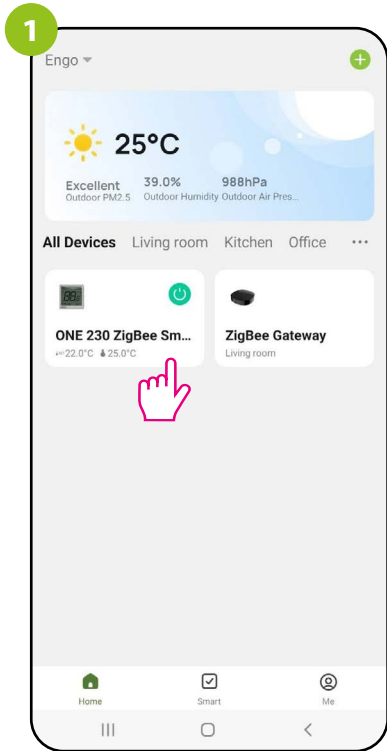 1
Engo
25°C
Excellent 39.0% 988hPa
Outdoor PM2.5 Outdoor Humidity Outdoor Air Pres...
All Devices Living room Kitchen Office ...
ONE 230 ZigBee Sm... ZigBee Gateway
22.0°C 25.0°C Living room
Home Smart Me